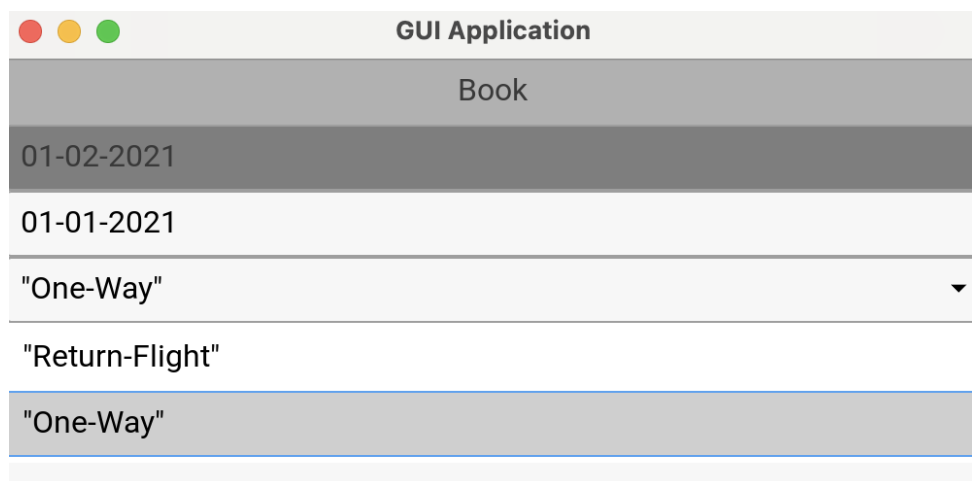 GUI Application
Book
01-02-2021
01-01-2021
"One-Way"
"Return-Flight"
"One-Way"